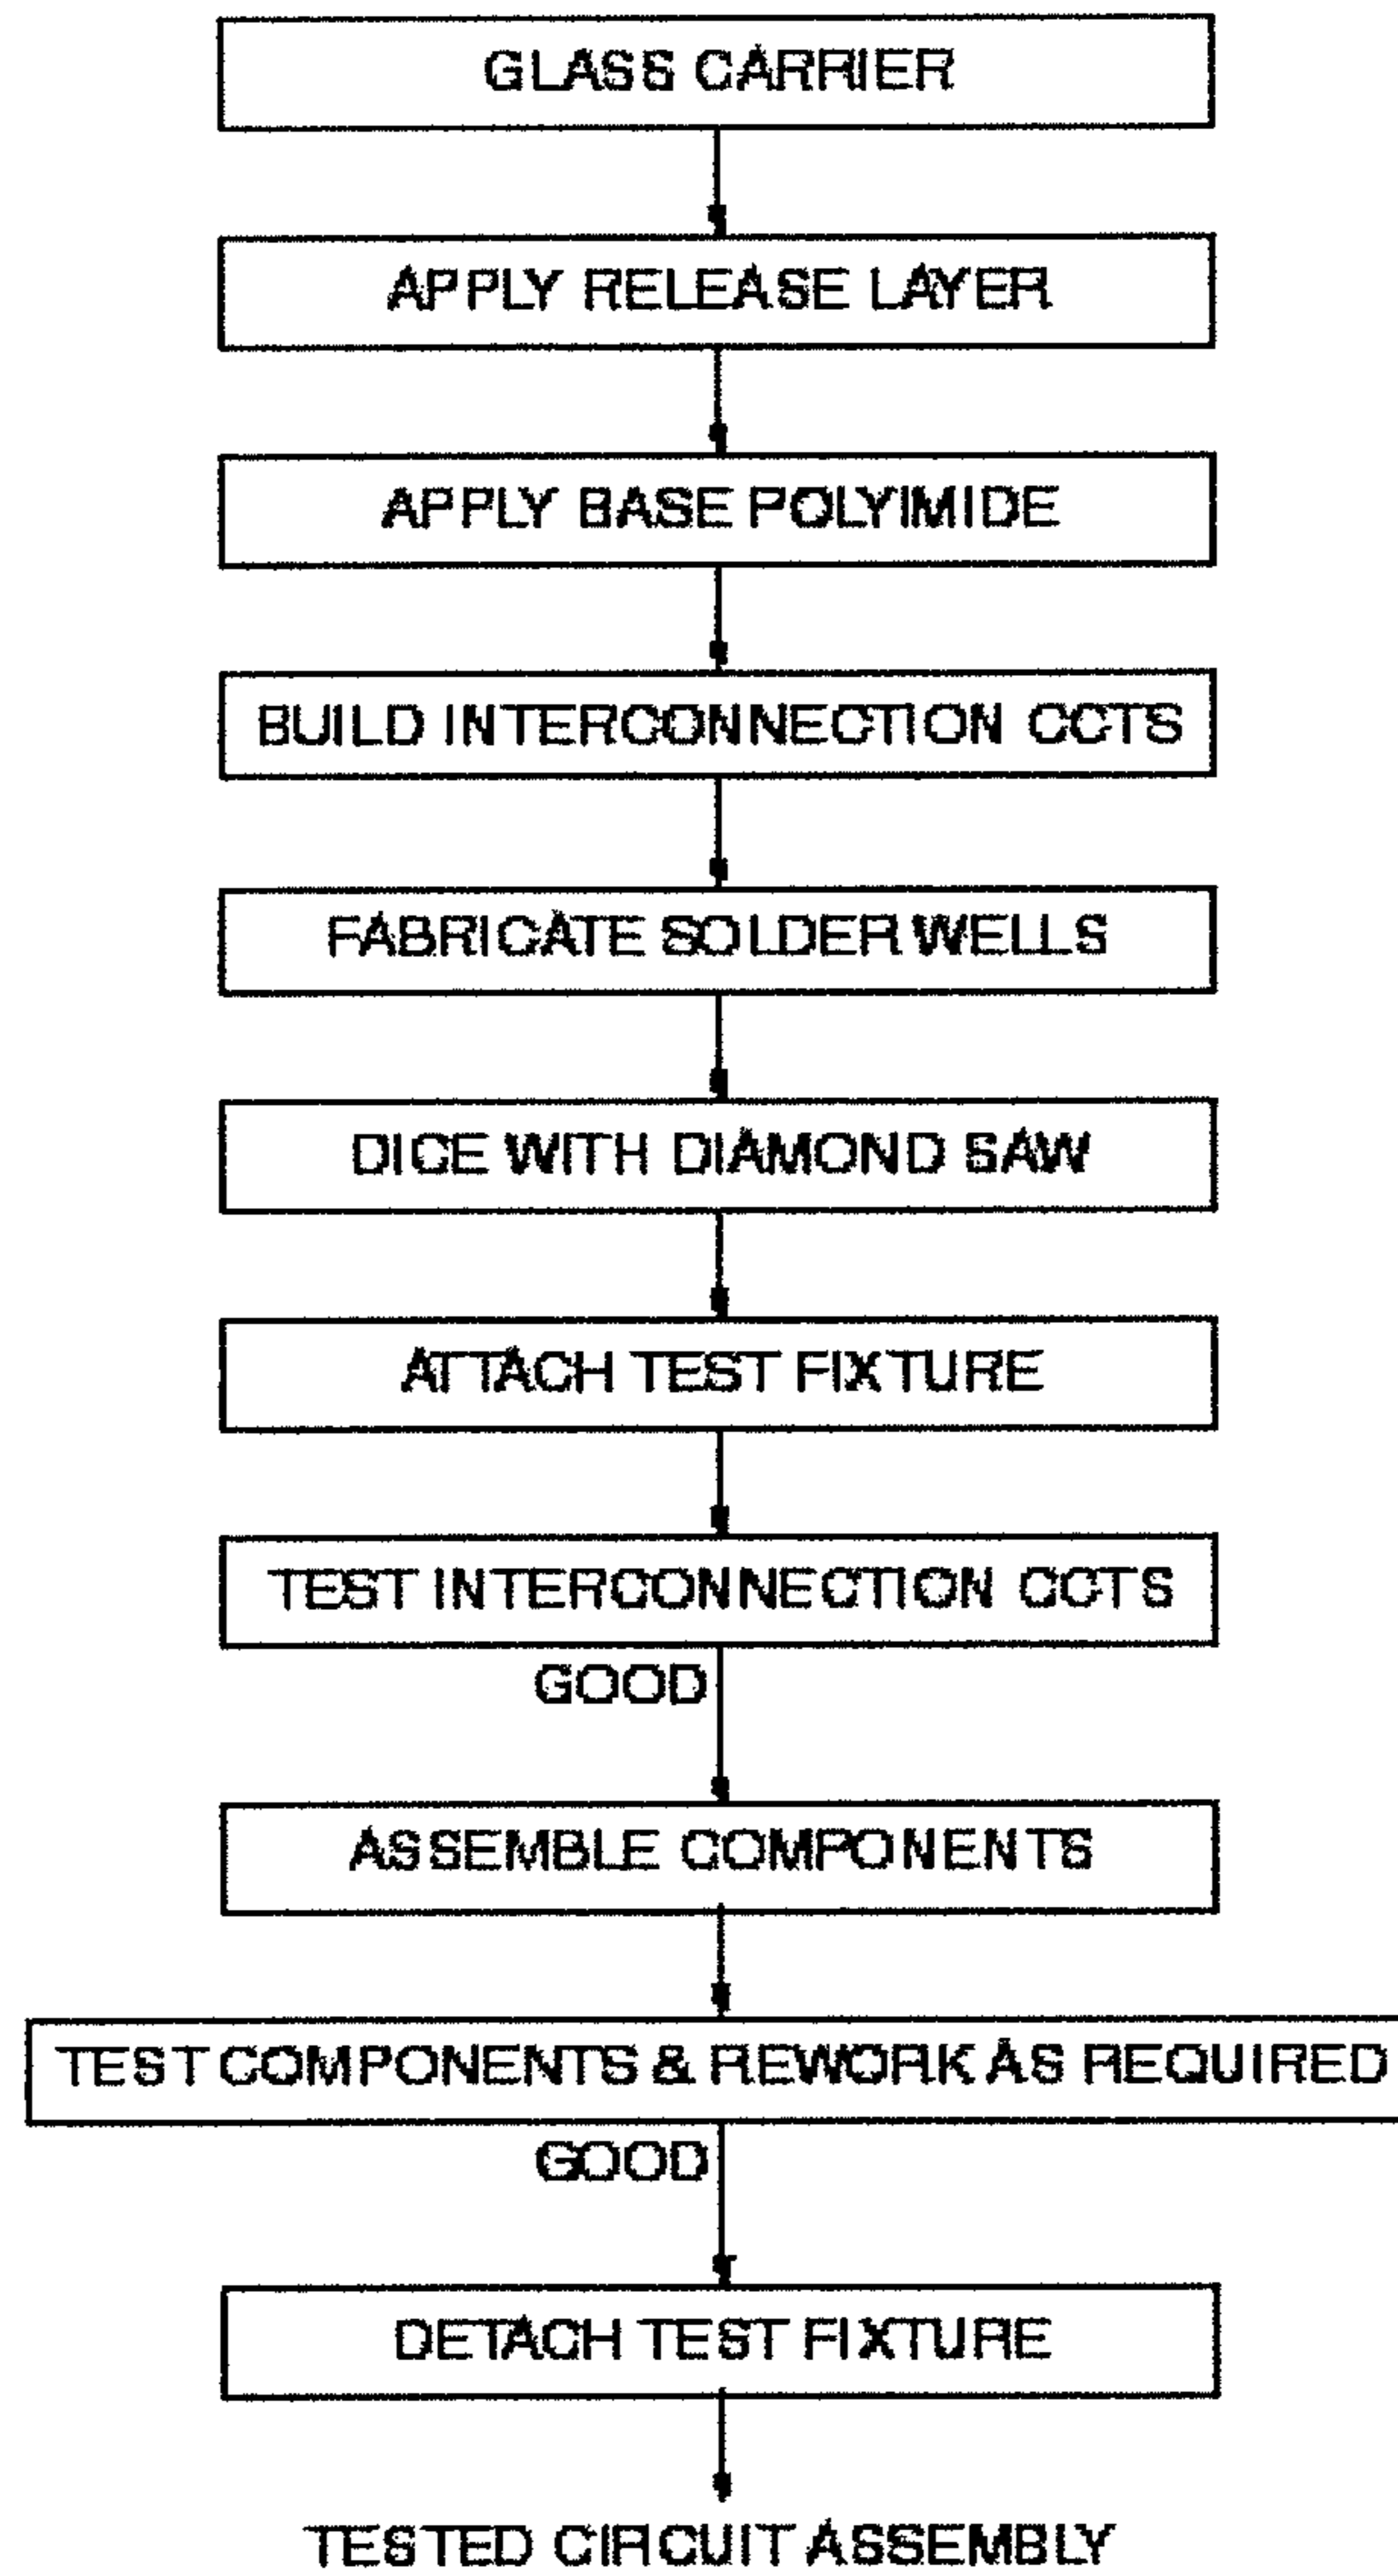 GLASS CARRIER
APPLY RELEASE LAYER
APPLY BASE POLYIMIDE
BUILD INTERCONNECTION CCTS
FABRICATE SOLDER WELLS
DICE WITH DIAMOND SAW
ATTACH TEST FIXTURE
TEST INTERCONNECTION CCTS
GOOD
ASSEMBLE COMPONENTS
TEST COMPONENTS & REWORK AS REQUIRED
GOOD
DETACH TEST FIXTURE
TESTED CIRCUIT ASSEMBLY